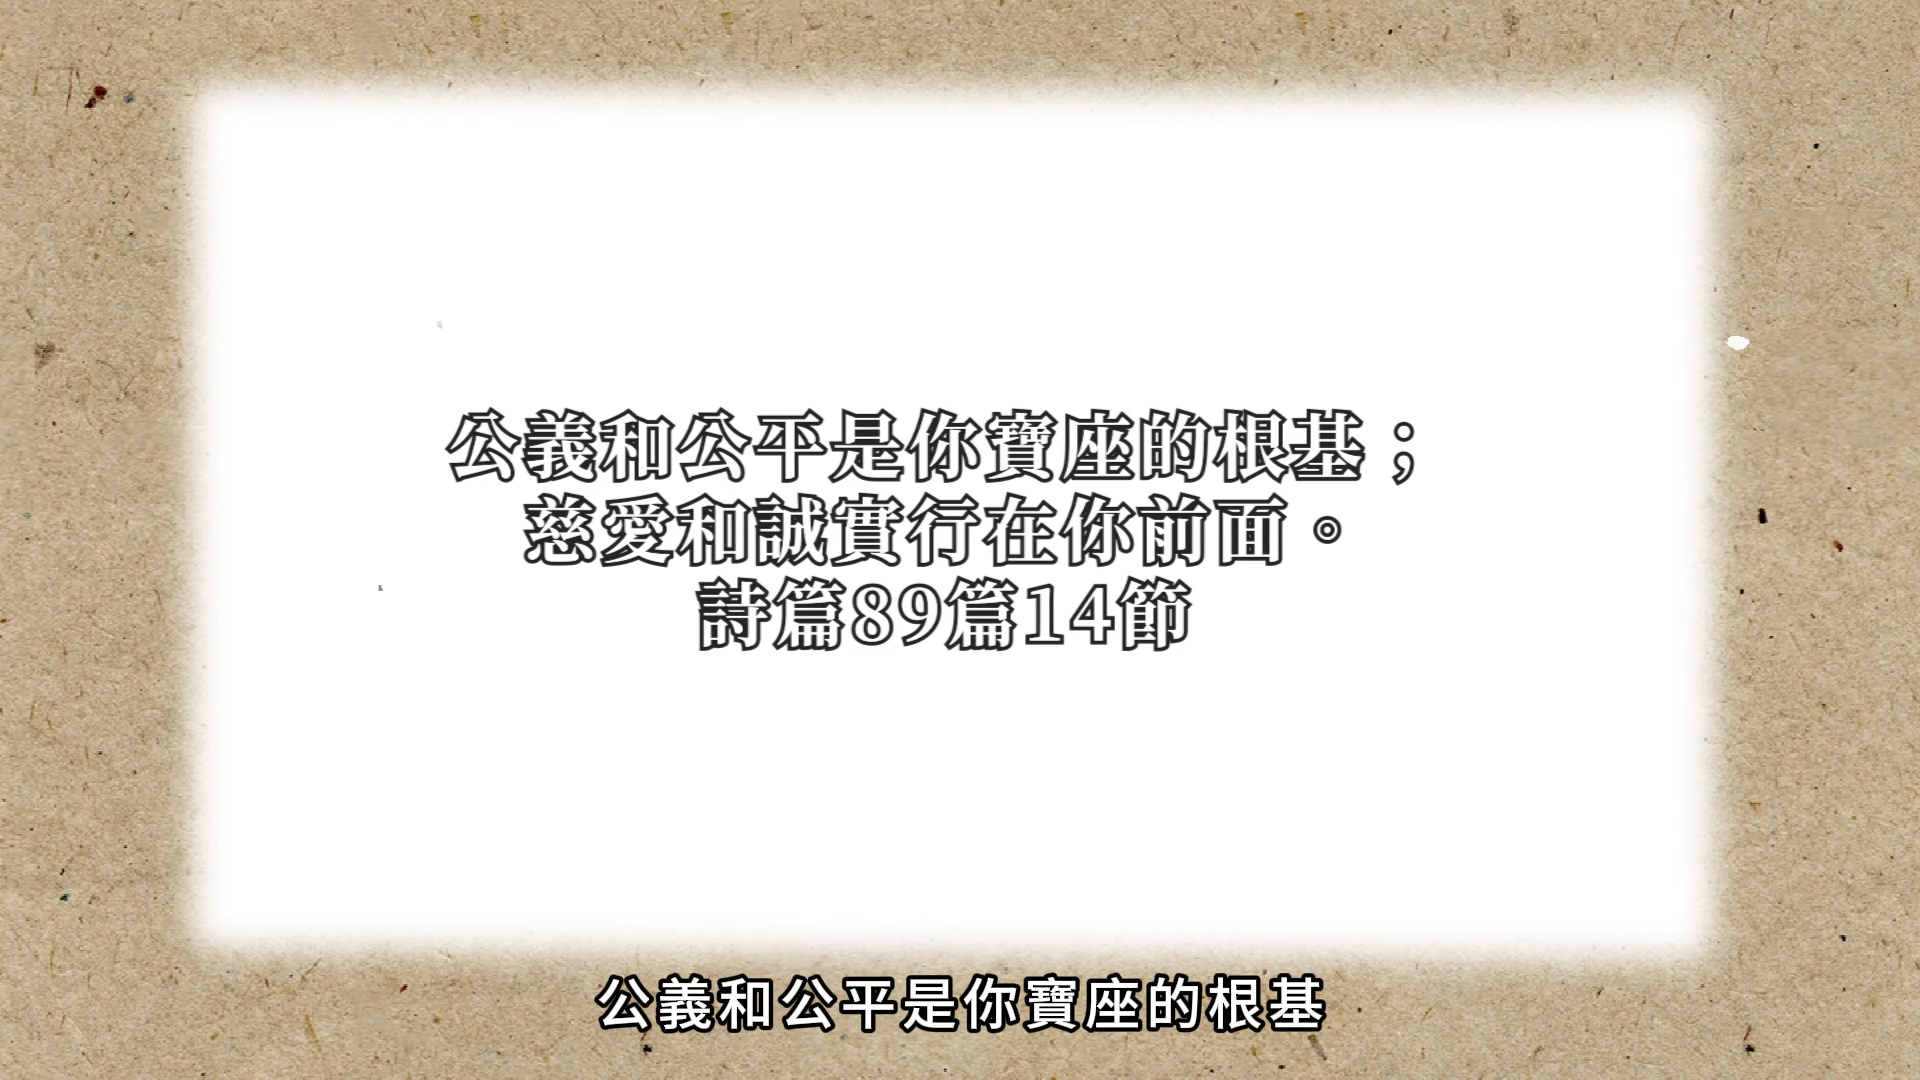 公義和公平是你寶座的根基；
慈愛和誠實行在你前面。
詩篇89篇14節
公義和公平是你寶座的根基